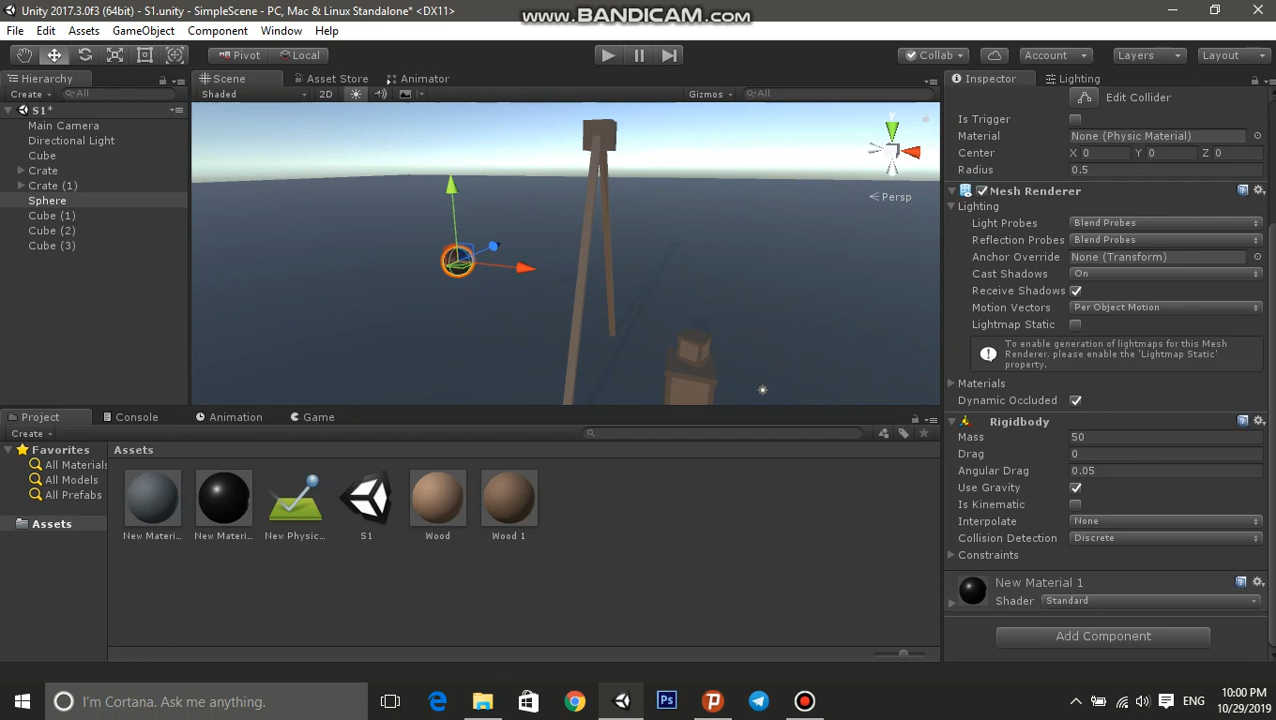 Unity 2017.3.0f3 (64bit) - S1.unity - SimpleScene - PC, Mac & Linux Standalone* <DX11>
www.BANDICAM.com
File Edit Assets GameObject Component Window Help
Pivot Local Collab Account Layers Layout
Hierarchy Scene Asset Store Animator Inspector Lighting
Create All Shaded 2D Gizmos All Edit Collider
S1*
Main Camera
Directional Light
Cube
Crate
Crate (1)
Sphere
Cube (1)
Cube (2)
Cube (3)
y
Persp
Is Trigger
Material None (Physic Material)
Center X 0 Y 0 Z 0
Radius 0.5
Mesh Renderer
Lighting
Light Probes Blend Probes
Reflection Probes Blend Probes
Anchor Override None (Transform)
Cast Shadows On
Receive Shadows
Motion Vectors Per Object Motion
Lightmap Static
To enable generation of lightmaps for this Mesh
Renderer, please enable the 'Lightmap Static'
property.
Materials
Dynamic Occluded
Rigidbody
Mass 50
Drag 0
Angular Drag 0.05
Use Gravity
Is Kinematic
Interpolate None
Collision Detection Discrete
Constraints
New Material 1
Shader Standard
Add Component
Project Console Animation Game
Create
Favorites
All Materials
All Models
All Prefabs
Assets
Assets
New Materi... New Materi... New Physic... S1 Wood Wood 1
I'm Cortana. Ask me anything.
ENG
10:00 PM
10/29/2019